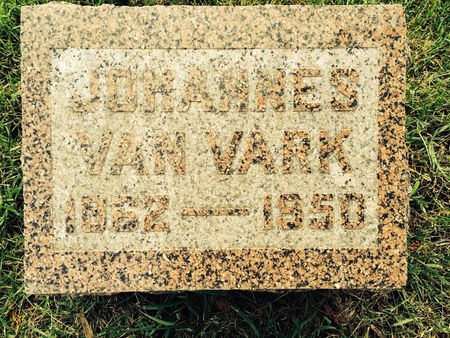 JOHANNES
VAN VARK
1862 — 1950